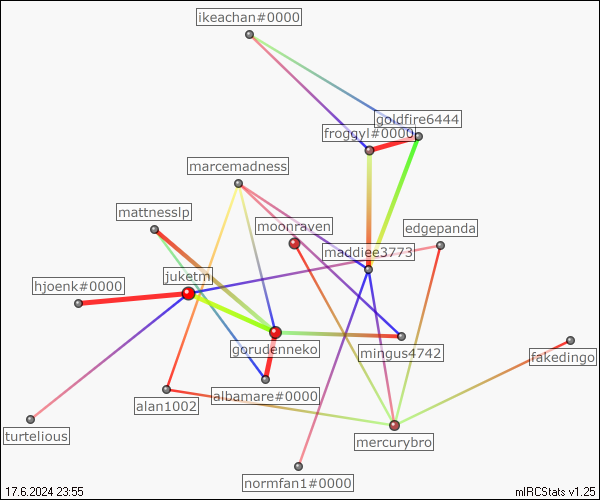 ikeachan#0000
goldfire6444
froggyl#0000
marcemadness
mattnesslp
moonraven
edgepanda
maddiee3773
juketm
hjoenk#0000
gorudenneko
mingus4742
fakedingo
albamare#0000
alan1002
turtelious
mercurybro
normfan1#0000
17.6.2024 23:55
mIRCStats v1.25